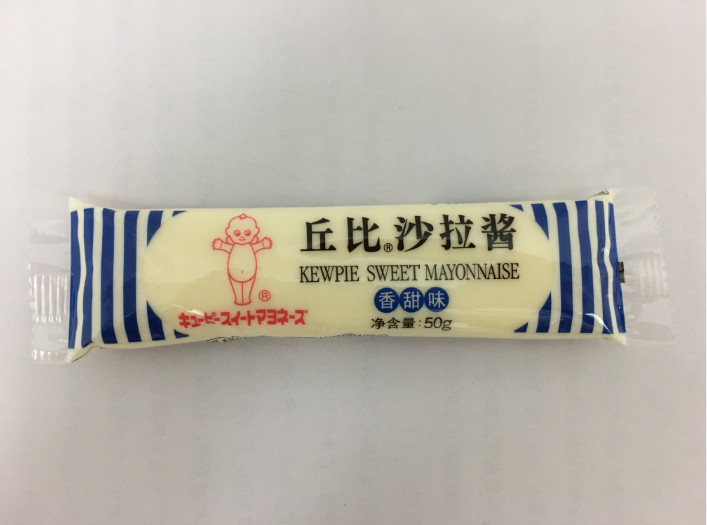 丘比®沙拉酱
KEWPIE SWEET MAYONNAISE
香甜味
净含量:50g
®
キユーピースイートマヨネーズ